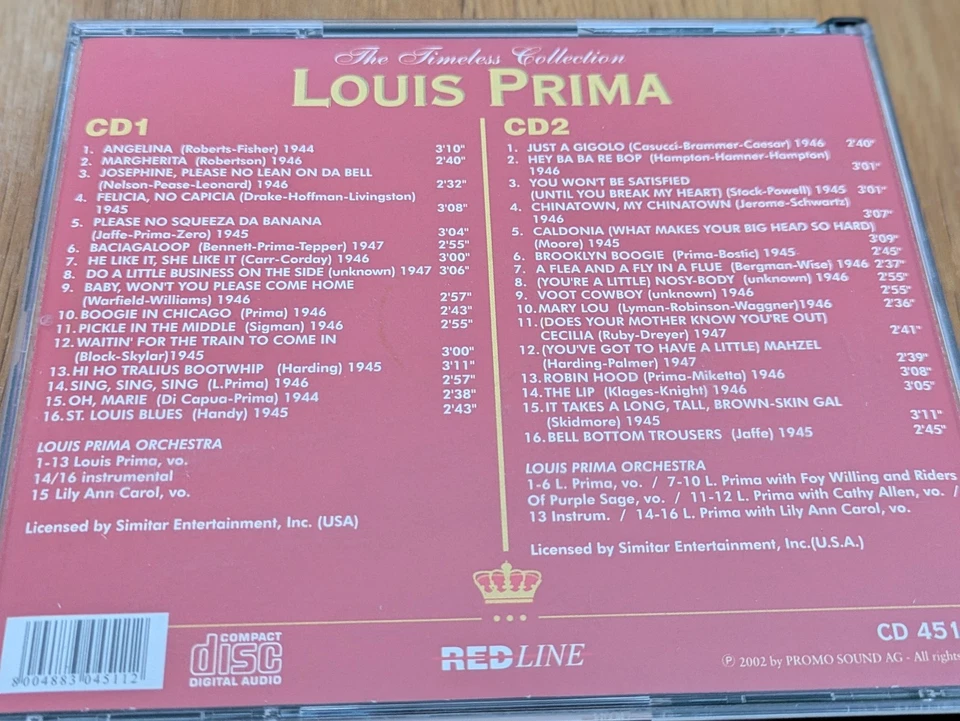 The Timeless Collection
LOUIS PRIMA
CD1
1. ANGELINA (Roberts-Fisher) 1944 3'10"
2. MARGHERITA (Robertson) 1946 2'40"
3. JOSEPHINE, PLEASE NO LEAN ON DA BELL
(Nelson-Pease-Leonard) 1946 2'32"
4. FELICIA, NO CAPICIA (Drake-Hoffman-Livingston)
1945 3'08"
5. PLEASE NO SQUEEZA DA BANANA
(Jaffe-Prima-Zero) 1945 3'04"
6. BACIAGALOOP (Bennett-Prima-Tepper) 1947 2'55"
7. HE LIKE IT, SHE LIKE IT (Carr-Corday) 1946 3'00"
8. DO A LITTLE BUSINESS ON THE SIDE (unknown) 1947 3'06"
9. BABY, WON'T YOU PLEASE COME HOME
(Warfield-Williams) 1946 2'57"
10. BOOGIE IN CHICAGO (Prima) 1946 2'43"
11. PICKLE IN THE MIDDLE (Sigman) 1946 2'55"
12. WAITIN' FOR THE TRAIN TO COME IN
(Block-Skylar)1945 3'00"
13. HI HO TRALIUS BOOTWHIP (Harding) 1945 3'11"
14. SING, SING, SING (L.Prima) 1946 2'57"
15. OH, MARIE (Di Capua-Prima) 1944 2'38"
16. ST. LOUIS BLUES (Handy) 1945 2'43"
LOUIS PRIMA ORCHESTRA
1-13 Louis Prima, vo.
14/16 instrumental
15 Lily Ann Carol, vo.
Licensed by Simitar Entertainment, Inc. (USA)
CD2
1. JUST A GIGOLO (Casucci-Brammer-Caesar) 1946 2'40"
2. HEY BA BA RE BOP (Hampton-Hamner-Hampton)
1946 3'01"
3. YOU WON'T BE SATISFIED
(UNTIL YOU BREAK MY HEART) (Stock-Powell) 1945 3'01"
4. CHINATOWN, MY CHINATOWN (Jerome-Schwartz)
1946 3'07"
5. CALDONIA (WHAT MAKES YOUR BIG HEAD SO HARD)
(Moore) 1945 3'09"
6. BROOKLYN BOOGIE (Prima-Bostic) 1945 2'45"
7. A FLEA AND A FLY IN A FLUE (Bergman-Wise) 1946 2'37"
8. (YOU'RE A LITTLE) NOSY-BODY (unknown) 1946 2'55"
9. VOOT COWBOY (unknown) 1946 2'55"
10. MARY LOU (Lyman-Robinson-Waggner)1946 2'36"
11. (DOES YOUR MOTHER KNOW YOU'RE OUT)
CECILIA (Ruby-Dreyer) 1947 2'41"
12. (YOU'VE GOT TO HAVE A LITTLE) MAHZEL
(Harding-Palmer) 1947 2'39"
13. ROBIN HOOD (Prima-Miketta) 1946 3'08"
14. THE LIP (Klages-Knight) 1946 3'05"
15. IT TAKES A LONG, TALL, BROWN-SKIN GAL
(Skidmore) 1945 3'11"
16. BELL BOTTOM TROUSERS (Jaffe) 1945 2'45"
LOUIS PRIMA ORCHESTRA
1-6 L. Prima, vo. / 7-10 L. Prima with Foy Willing and Riders
Of Purple Sage, vo. / 11-12 L. Prima with Cathy Allen, vo. /
13 Instrum. / 14-16 L. Prima with Lily Ann Carol, vo.
Licensed by Simitar Entertainment, Inc.(U.S.A.)
8 004883 045112
COMPACT
disc
DIGITAL AUDIO
RED LINE
CD 451
℗ 2002 by PROMO SOUND AG - All rights